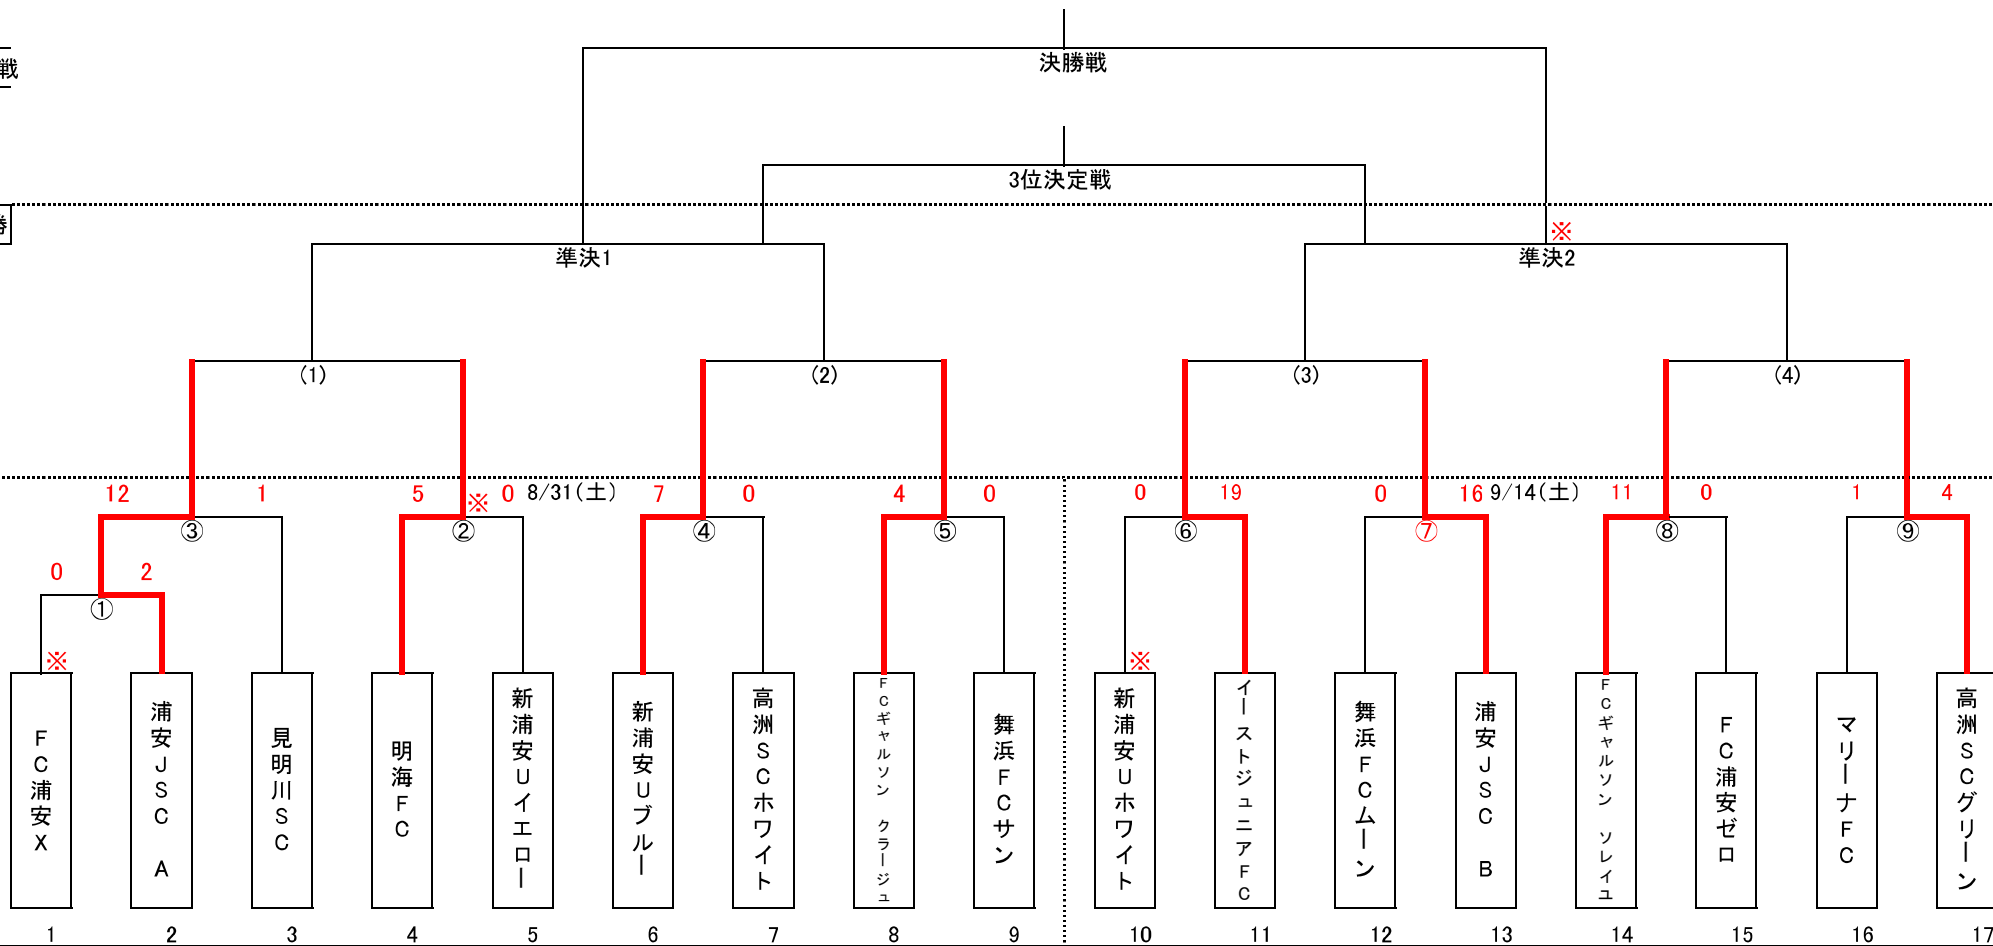 決勝戦
戦
3位決定戦
勝
※
準決1
準決2
(1)
(2)
(3)
(4)
12
1
5
※
0
8/31(土)
7
0
4
0
0
19
0
16
9/14(土)
11
0
1
4
③
②
④
⑤
⑥
⑦
⑧
⑨
0
2
①
※
※
FC浦安X
浦安JSC A
見明川SC
明海FC
新浦安Uイエロー
新浦安Uブルー
高洲SCホワイト
FCギャルソン クラージュ
舞浜FCサン
新浦安Uホワイト
イーストジュニアFC
舞浜FCムーン
浦安JSC B
FCギャルソン ソレイユ
FC浦安ゼロ
マリーナFC
高洲SCグリーン
1
2
3
4
5
6
7
8
9
10
11
12
13
14
15
16
17